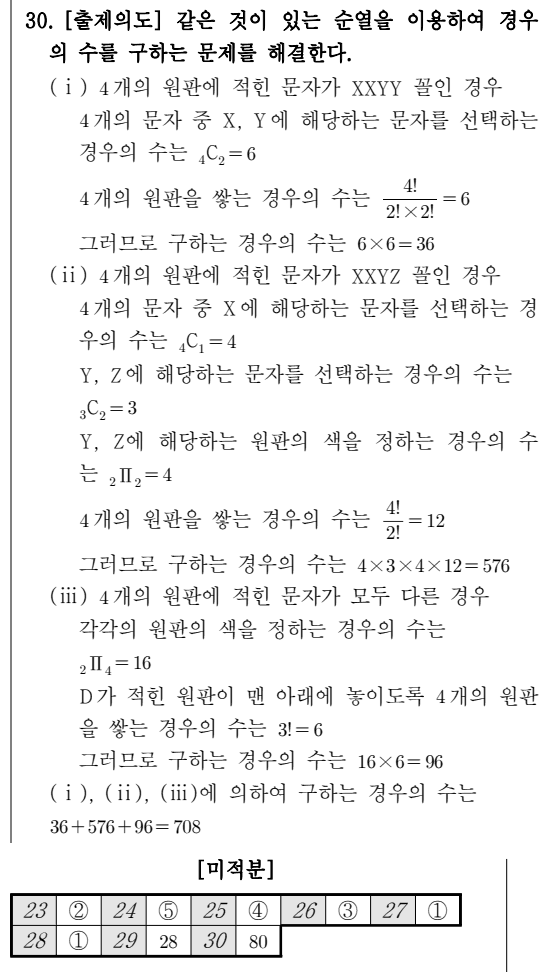 30. [출제의도] 같은 것이 있는 순열을 이용하여 경우
의 수를 구하는 문제를 해결한다.
(ⅰ) 4개의 원판에 적힌 문자가 XXYY 꼴인 경우
4개의 문자 중 X, Y에 해당하는 문자를 선택하는
경우의 수는 ₄C₂=6
4개의 원판을 쌓는 경우의 수는 4!/(2!×2!)=6
그러므로 구하는 경우의 수는 6×6=36
(ⅱ) 4개의 원판에 적힌 문자가 XXYZ 꼴인 경우
4개의 문자 중 X에 해당하는 문자를 선택하는 경
우의 수는 ₄C₁=4
Y, Z에 해당하는 문자를 선택하는 경우의 수는
₃C₂=3
Y, Z에 해당하는 원판의 색을 정하는 경우의 수
는 ₂Π₂=4
4개의 원판을 쌓는 경우의 수는 4!/2!=12
그러므로 구하는 경우의 수는 4×3×4×12=576
(ⅲ) 4개의 원판에 적힌 문자가 모두 다른 경우
각각의 원판의 색을 정하는 경우의 수는
₂Π₄=16
D가 적힌 원판이 맨 아래에 놓이도록 4개의 원판
을 쌓는 경우의 수는 3!=6
그러므로 구하는 경우의 수는 16×6=96
(ⅰ), (ⅱ), (ⅲ)에 의하여 구하는 경우의 수는
36+576+96=708
[미적분]
23 ② 24 ⑤ 25 ④ 26 ③ 27 ①
28 ① 29 28 30 80